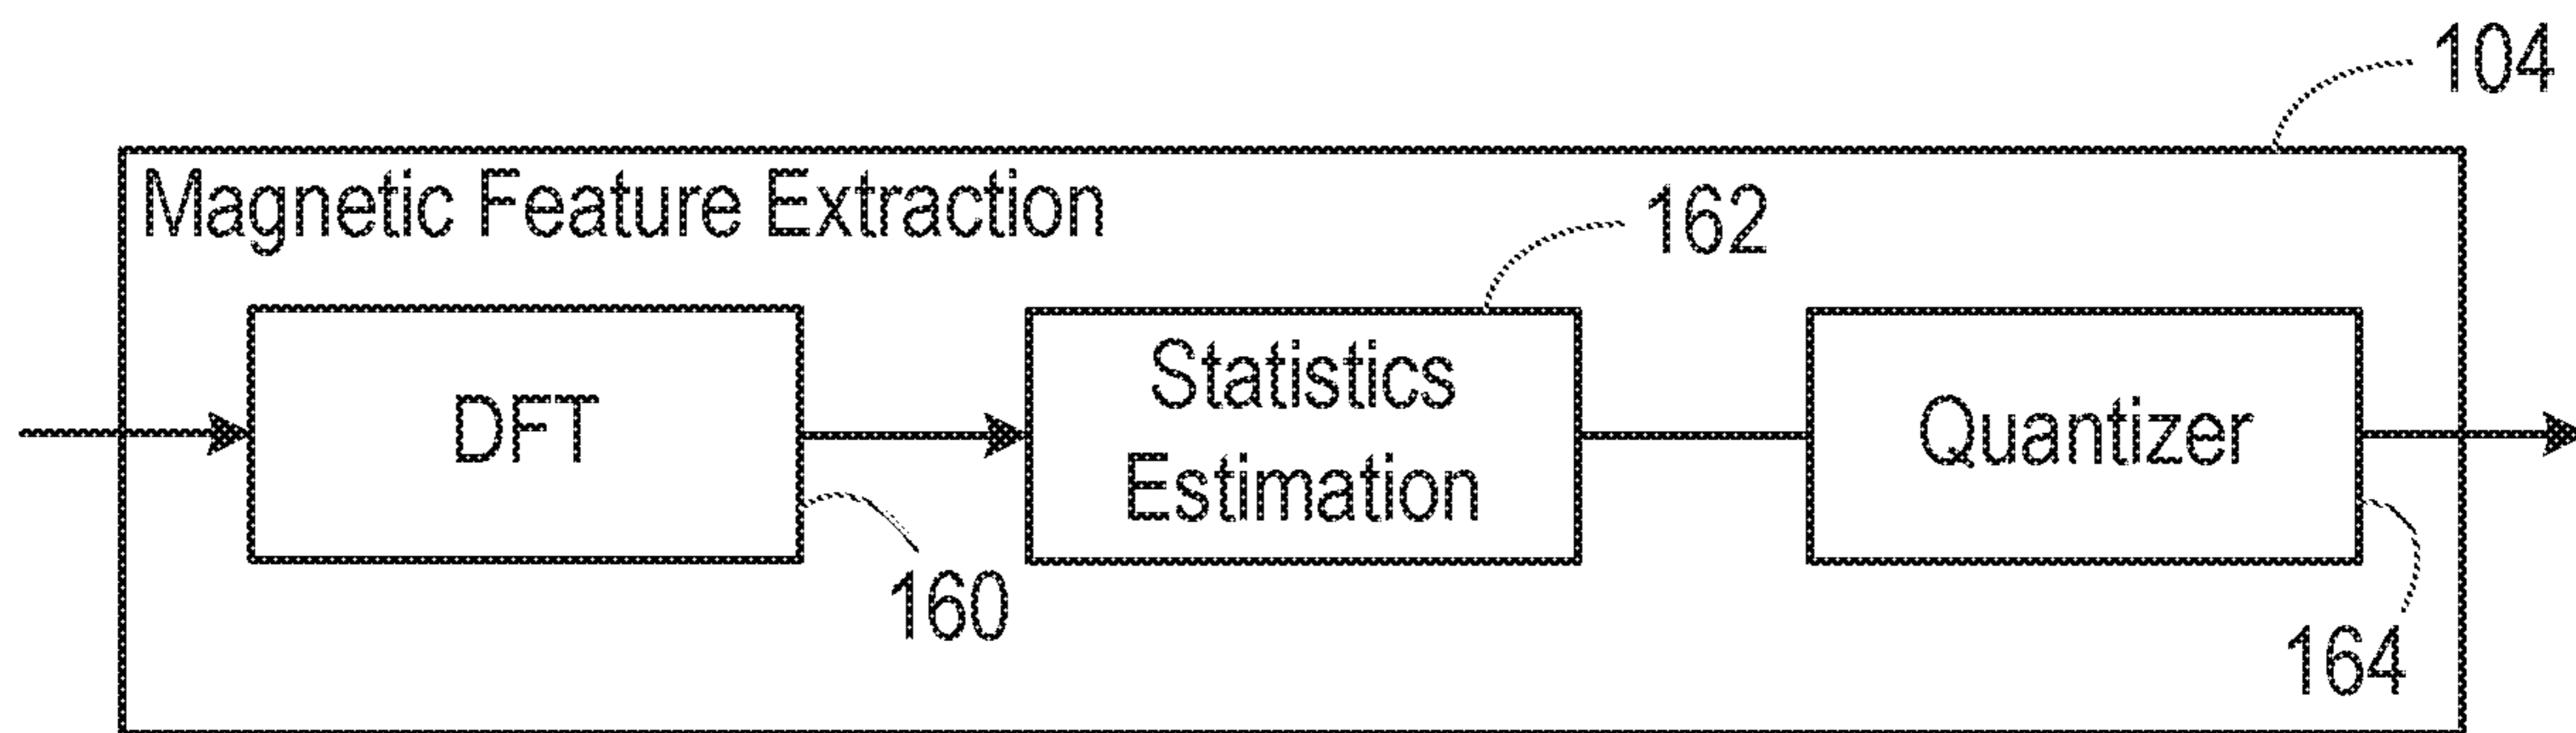 104
Magnetic Feature Extraction
162
DFT
Statistics
Estimation
Quantizer
160
164